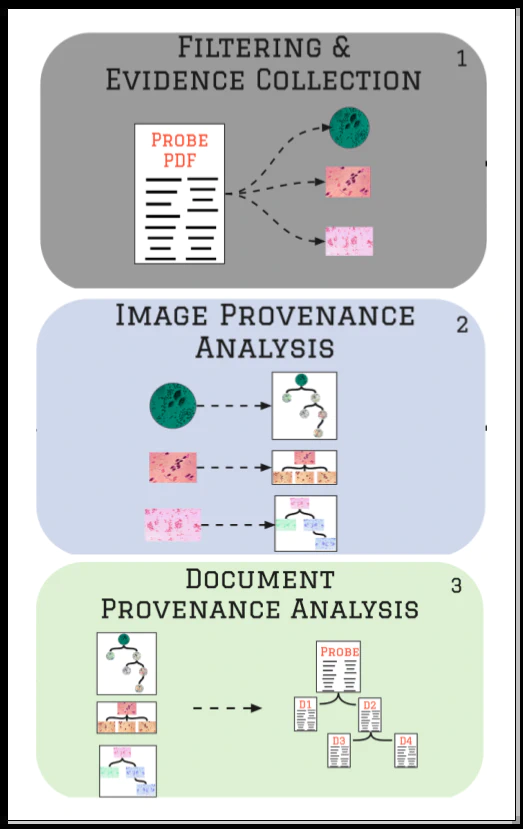 FILTERING &
EVIDENCE COLLECTION
1
PROBE
PDF
IMAGE PROVENANCE
ANALYSIS
2
DOCUMENT
PROVENANCE ANALYSIS
3
PROBE
D1
D2
D3
D4